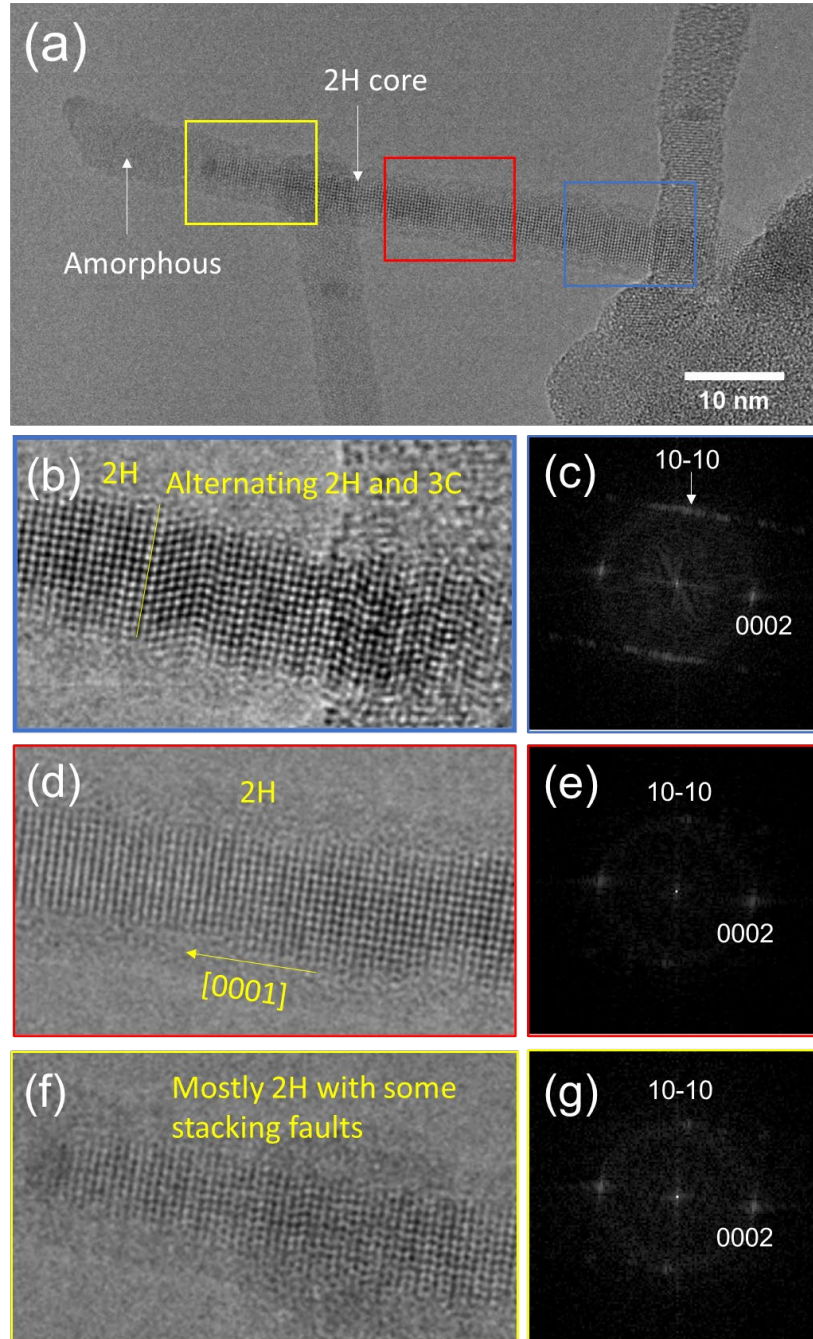 (a)
2H core
Amorphous
10 nm
(b)
2H
Alternating 2H and 3C
(c)
10-10
0002
(d)
2H
[0001]
(e)
10-10
0002
(f)
Mostly 2H with some
stacking faults
(g)
10-10
0002